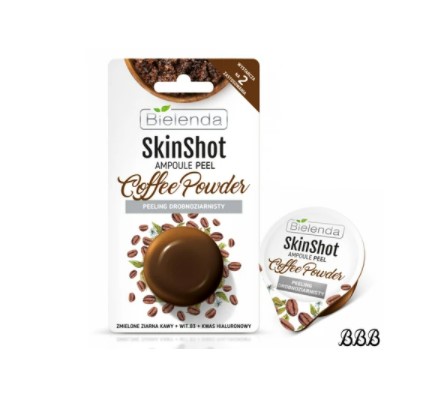 WYSTARCZA
NA 2
ZASTOSOWANIA
Bielenda
SkinShot
AMPOULE PEEL
Coffee Powder
PEELING DROBNOZIARNISTY
ZMIELONE ZIARNA KAWY + WIT.B3 + KWAS HIALURONOWY
Bielenda
SkinShot
AMPOULE PEEL
Coffee Powder
PEELING
DROBNOZIARNISTY
BBB